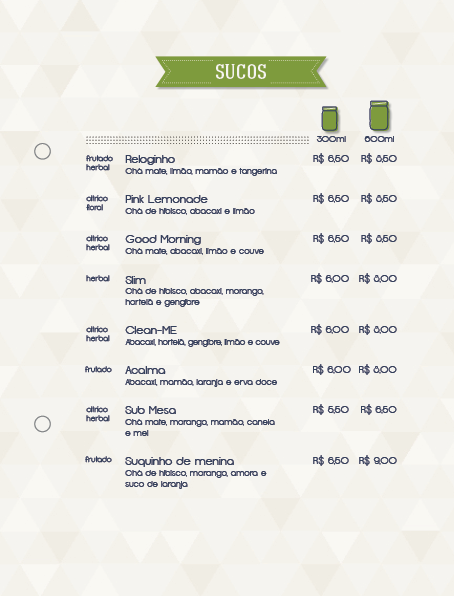 SUCOS
300ml 600ml
frutado herbal Reloginho R$ 6,50 R$ 8,50
Chá mate, limão, mamão e tangerina
cítrico floral Pink Lemonade R$ 6,50 R$ 8,50
Chá de hibisco, abacaxi e limão
cítrico herbal Good Morning R$ 6,50 R$ 8,50
Chá mate, abacaxi, limão e couve
herbal Slim R$ 6,00 R$ 8,00
Chá de hibisco, abacaxi, morango,
hortelã e gengibre
cítrico herbal Clean-ME R$ 6,00 R$ 8,00
Abacaxi, hortelã, gengibre, limão e couve
frutado Acalma R$ 6,00 R$ 8,00
Abacaxi, mamão, laranja e erva doce
cítrico herbal Sub Mesa R$ 5,50 R$ 6,50
Chá mate, morango, mamão, canela
e mel
frutado Suquinho de menina R$ 6,50 R$ 9,00
Chá de hibisco, morango, amora e
suco de laranja